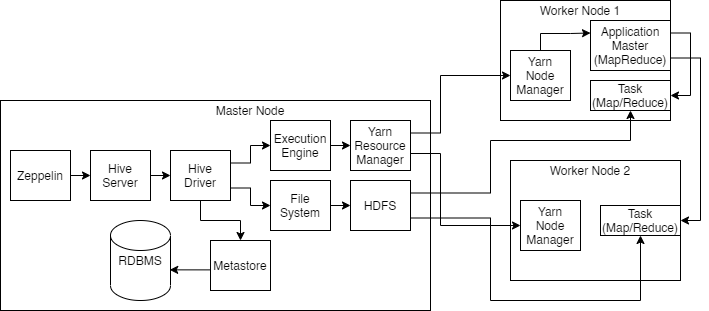 Worker Node 1
Application
Master
(MapReduce)
Yarn
Node
Manager
Task
(Map/Reduce)
Master Node
Execution
Engine
Yarn
Resource
Manager
Zeppelin
Hive
Server
Hive
Driver
File
System
HDFS
RDBMS
Metastore
Worker Node 2
Yarn
Node
Manager
Task
(Map/Reduce)